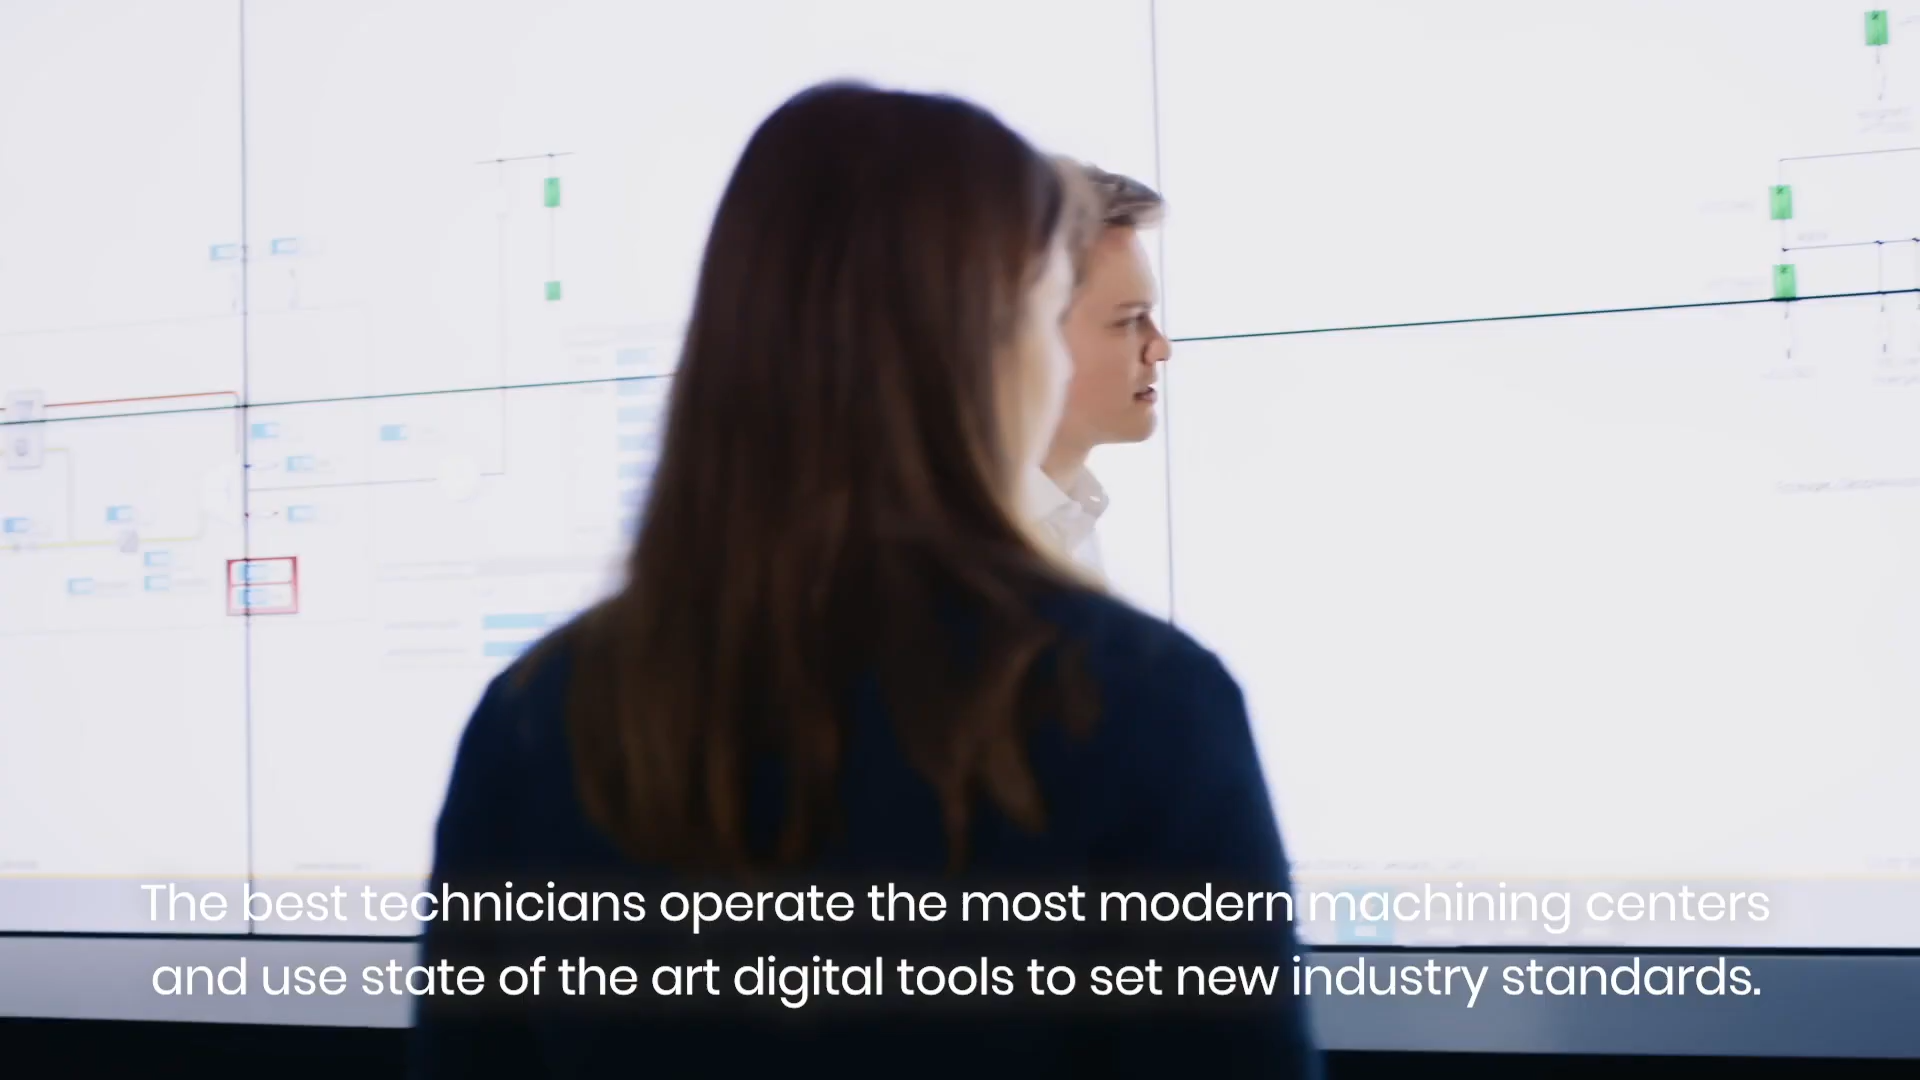 The best technicians operate the most modern machining centers
and use state of the art digital tools to set new industry standards.